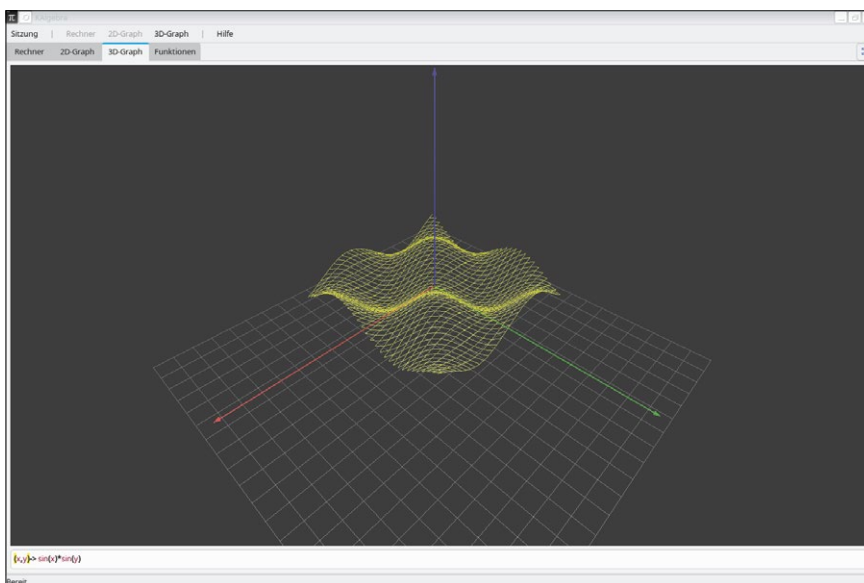 π KAlgebra
Sitzung | Rechner 2D-Graph 3D-Graph | Hilfe
Rechner 2D-Graph 3D-Graph Funktionen
(x,y)-> sin(x)*sin(y)
Bereit